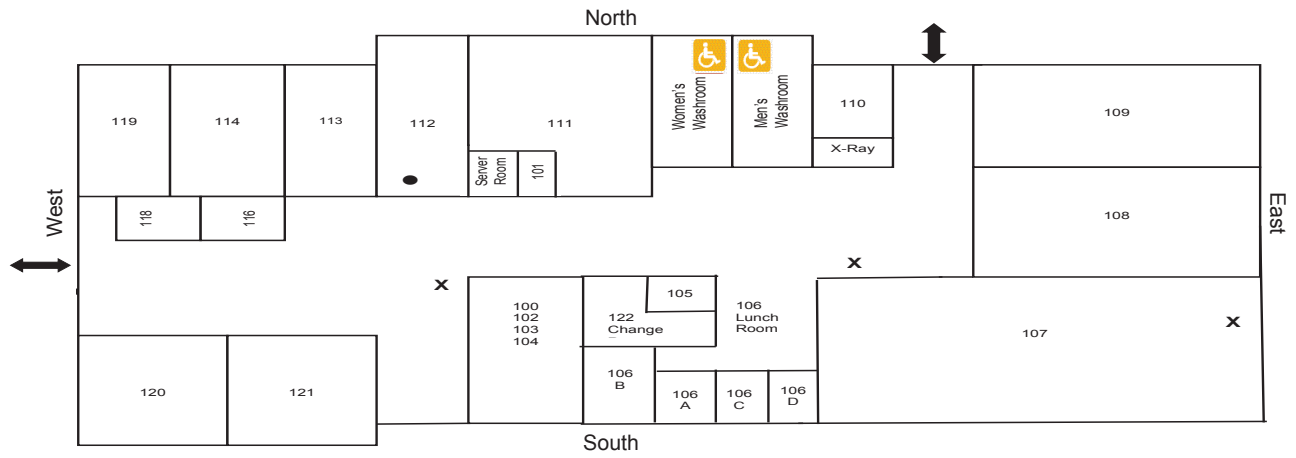 North
Women's
Washroom
Men's
Washroom
110
X-Ray
109
119
114
113
112
111
Server
Room
101
118
116
108
West
East
X
X
X
100
102
103
104
122
Change
105
106
Lunch
Room
107
120
121
106
B
106
A
106
C
106
D
South